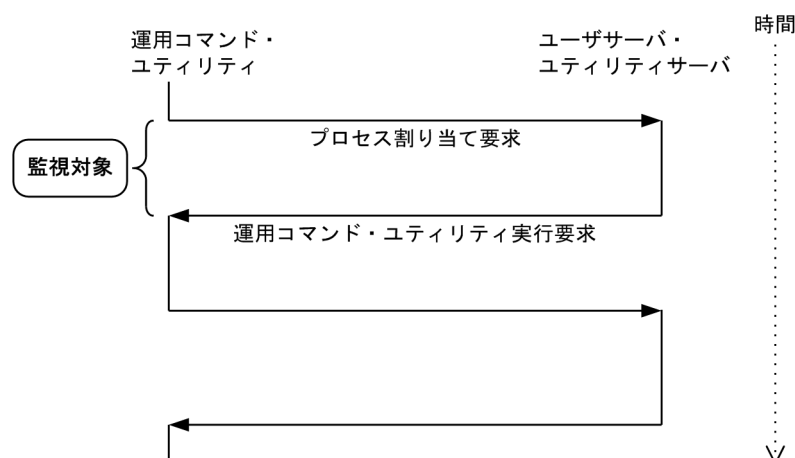 時間
運用コマンド・
ユティリティ
ユーザサーバ・
ユティリティサーバ
プロセス割り当て要求
監視対象
運用コマンド・ユティリティ実行要求